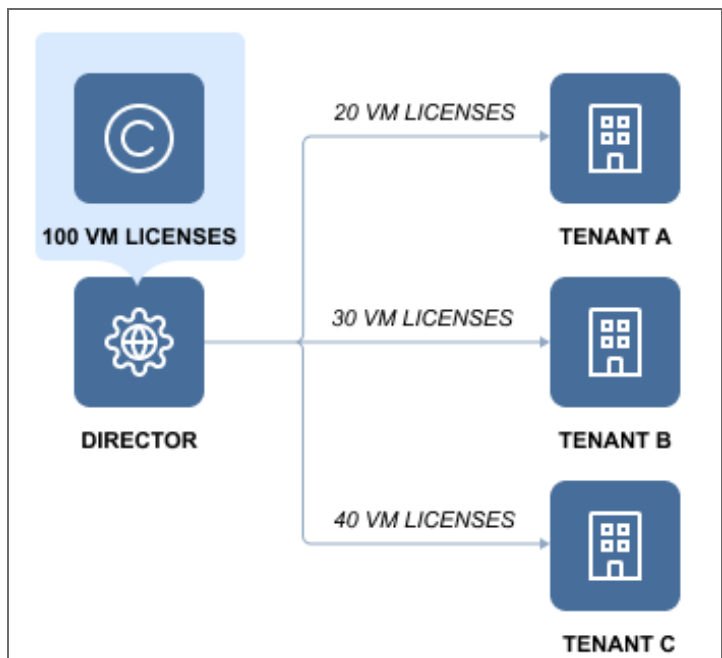 20 VM LICENSES
100 VM LICENSES
TENANT A
30 VM LICENSES
DIRECTOR
TENANT B
40 VM LICENSES
TENANT C